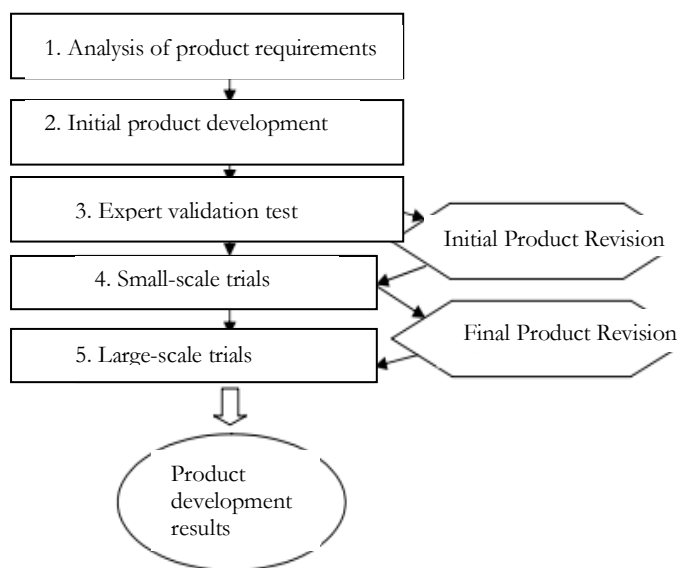 1. Analysis of product requirements
2. Initial product development
3. Expert validation test
Initial Product Revision
4. Small-scale trials
Final Product Revision
5. Large-scale trials
Product
development
results